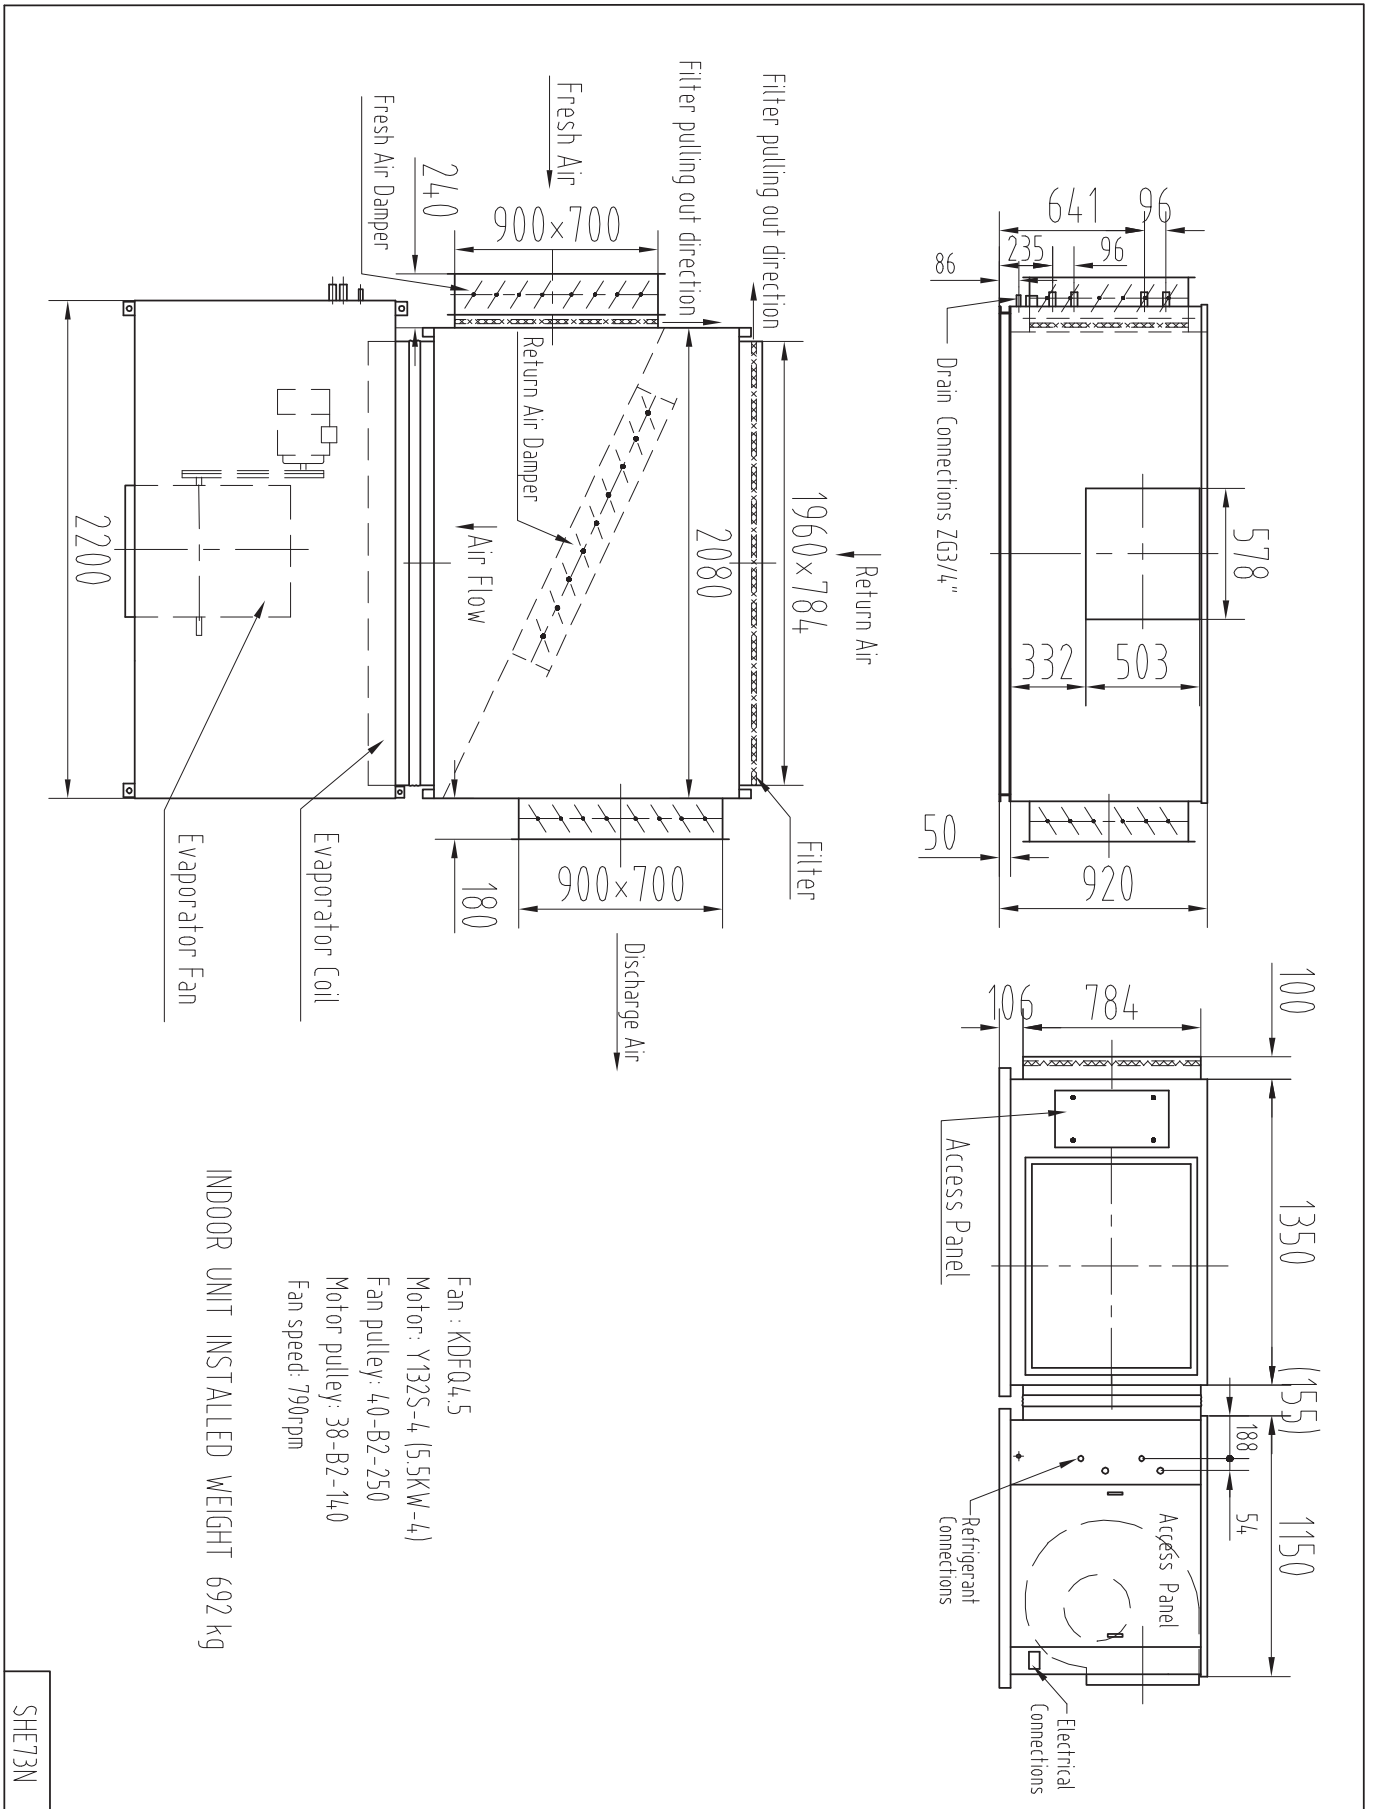 641
96
235
96
86
Drain Connections ZG3/4"
578
332
503
50
920
100
1350
(155)
1150
188
54
106
784
Access Panel
Access Panel
Refrigerant
Connections
Electrical
Connections
Filter pulling out direction
Filter pulling out direction
Fresh Air
Fresh Air Damper
240
900×700
Return Air Damper
1960×784
2080
Return Air
Air Flow
2200
Filter
900×700
180
Discharge Air
Evaporator Coil
Evaporator Fan
Fan : KDFQ4.5
Motor: Y132S-4 (5.5KW-4)
Fan pulley: 40-B2-250
Motor pulley: 38-B2-140
Fan speed: 790rpm
INDOOR UNIT INSTALLED WEIGHT 692 kg
SHE73N